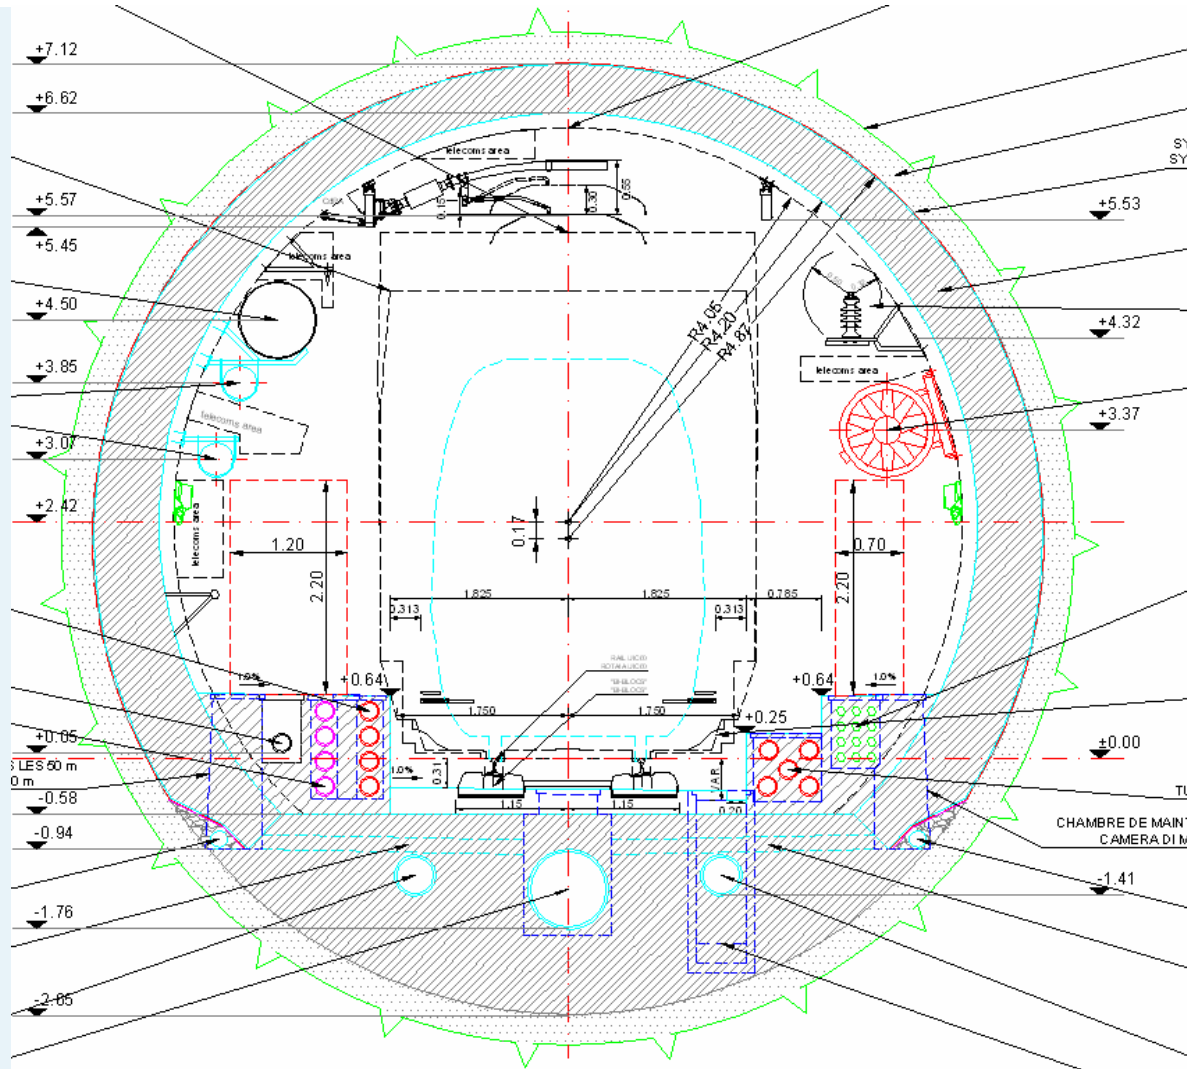 +7.12
+6.62
telecoms area
SY
SY
0.55
0.30
0.15
+5.57
+5.53
+5.45
telecoms area
R4.05
R4.20
R4.87
+4.50
+4.32
+3.85
telecoms area
telecoms area
+3.37
+3.07
+2.42
0.17
telecoms area
1.20
0.70
2.20
2.20
1.825
1.825
0.785
0.313
0.313
1.0%
+0.64
+0.64
1.0%
1.750
1.750
+0.25
+0.05
+0.00
S LES 50 m
0 m
1.0%
0.31
VAR
1.15
1.15
0.20
TU
-0.58
CHAMBRE DE MAINT
CAMERA DI M
-0.94
-1.41
-1.76
-2.65